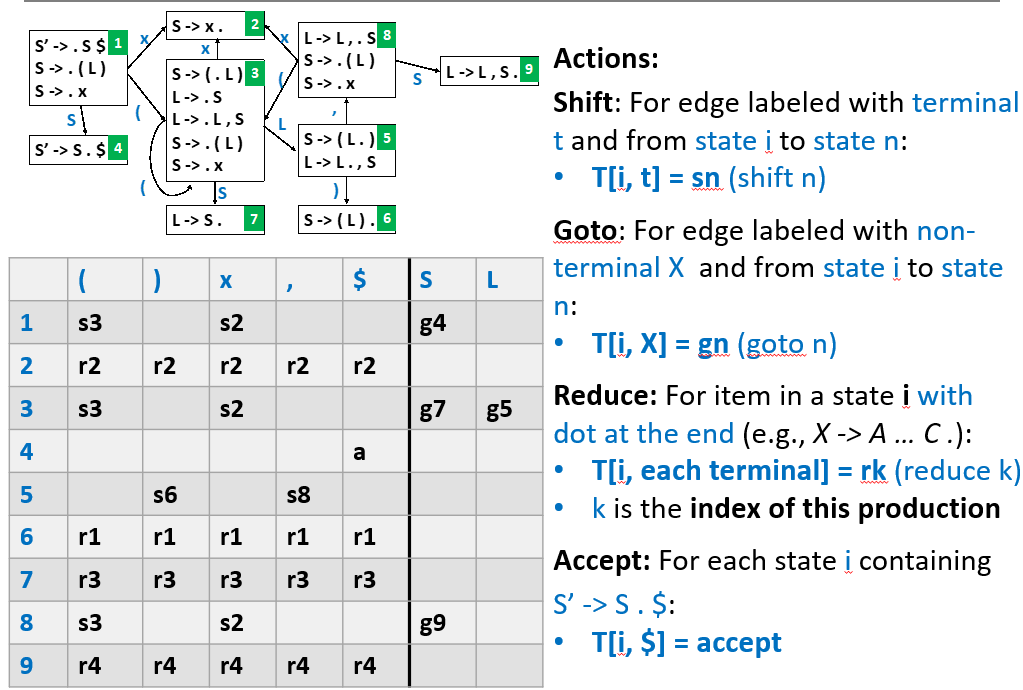 S' -> . S $ 1
S -> . ( L )
S -> . x
S -> x . 2
L -> L , . S 8
S -> . ( L )
S -> . x
L -> L , S . 9
S -> ( . L ) 3
L -> . S
L -> . L , S
S -> . ( L )
S -> . x
S' -> S . $ 4
S -> ( L . ) 5
L -> L . , S
L -> S . 7
S -> ( L ) . 6
x
x
x
(
(
(
S
S
S
L
,
)
( ) x , $ S L
1 s3 s2 g4
2 r2 r2 r2 r2 r2
3 s3 s2 g7 g5
4 a
5 s6 s8
6 r1 r1 r1 r1 r1
7 r3 r3 r3 r3 r3
8 s3 s2 g9
9 r4 r4 r4 r4 r4
Actions:
Shift: For edge labeled with terminal
t and from state i to state n:
• T[i, t] = sn (shift n)
Goto: For edge labeled with non-
terminal X and from state i to state
n:
• T[i, X] = gn (goto n)
Reduce: For item in a state i with
dot at the end (e.g., X -> A … C .):
• T[i, each terminal] = rk (reduce k)
• k is the index of this production
Accept: For each state i containing
S' -> S . $:
• T[i, $] = accept